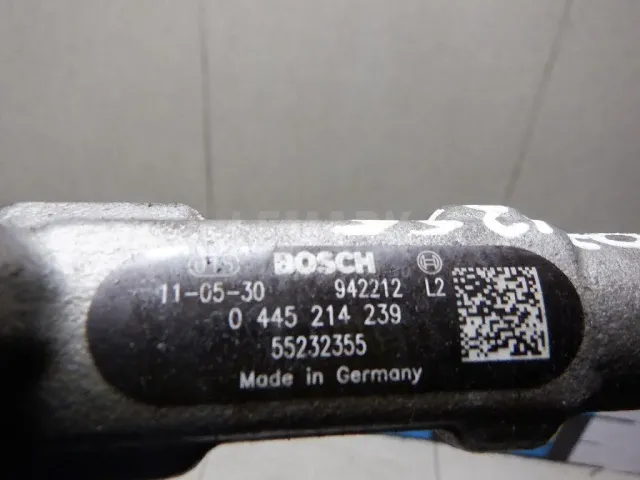 BOSCH
11-05-30 942212 L2
0 445 214 239
55232355
Made in Germany